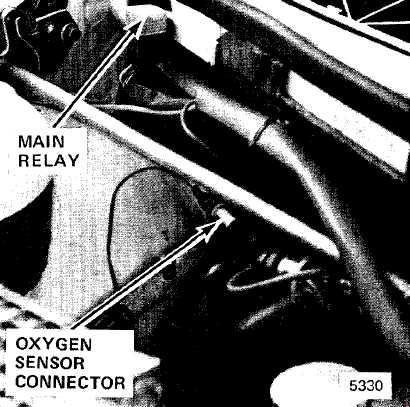 MAIN
RELAY
OXYGEN
SENSOR
CONNECTOR
5330